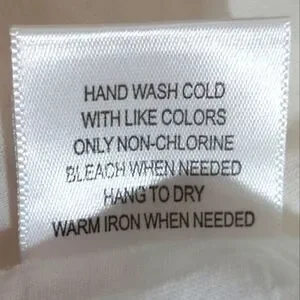 HAND WASH COLD
WITH LIKE COLORS
ONLY NON-CHLORINE
BLEACH WHEN NEEDED
HANG TO DRY
WARM IRON WHEN NEEDED